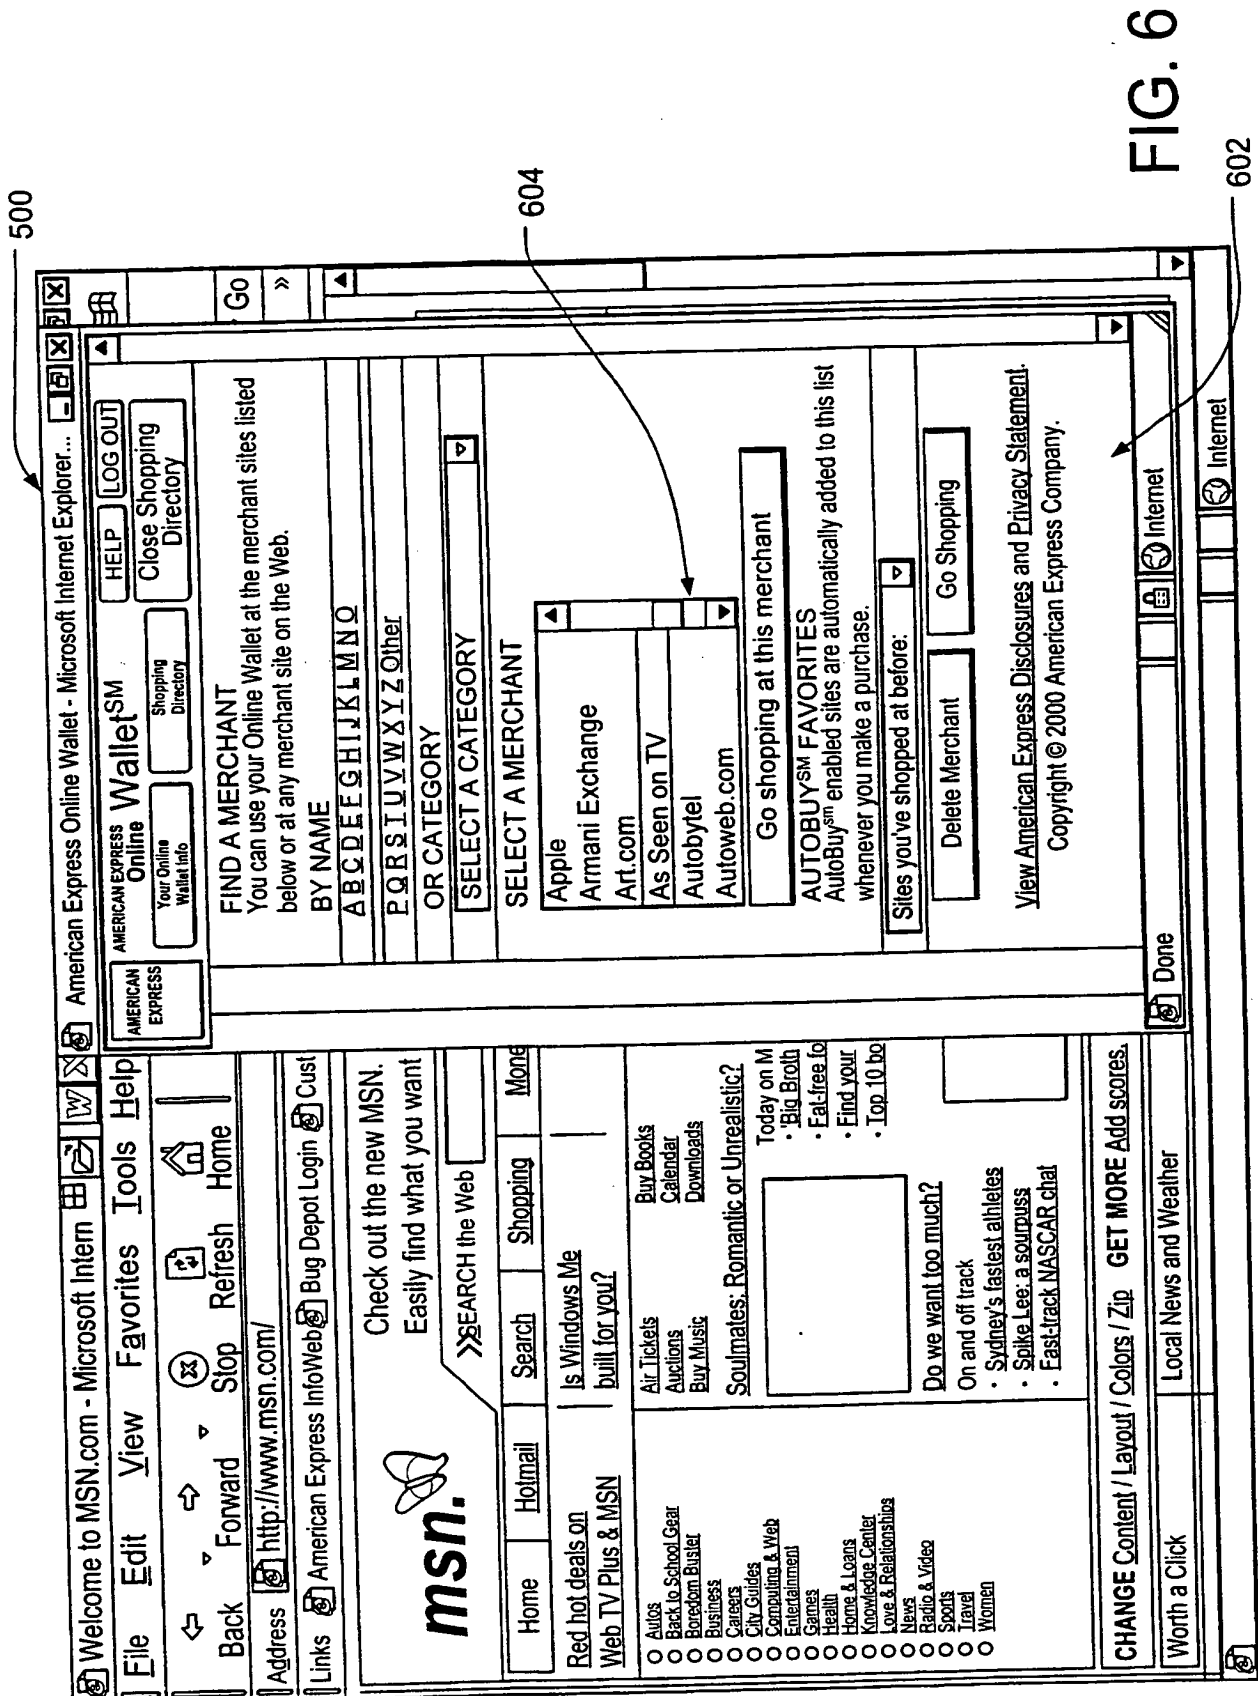 500
Welcome to MSN.com - Microsoft Intern
File Edit View Favorites Tools Help
Back Forward Stop Refresh Home
Address http://www.msn.com/
Links American Express InfoWeb Bug Depot Login Cust
msn.
Check out the new MSN.
Easily find what you want
SEARCH the Web
Home Hotmail Search Shopping Mone
Red hot deals on
Web TV Plus & MSN
Is Windows Me
built for you?
Autos
Back to School Gear
Boredom Buster
Business
Careers
City Guides
Computing & Web
Entertainment
Games
Health
Home & Loans
Knowledge Center
Love & Relationships
News
Radio & Video
Sports
Travel
Women
Air Tickets
Auctions
Buy Music
Buy Books
Calendar
Downloads
Soulmates; Romantic or Unrealistic?
Today on M
· 'Big Broth
· Fat-free fo
· Find your
· Top 10 bo
Do we want too much?
On and off track
· Sydney's fastest athletes
· Spike Lee; a sourpuss
· Fast-track NASCAR chat
CHANGE Content / Layout / Colors / Zip GET MORE Add scores.
Worth a Click
Local News and Weather
American Express Online Wallet - Microsoft Internet Explorer...
AMERICAN
EXPRESS
AMERICAN EXPRESS
Online Wallet SM
HELP
LOG OUT
Your Online
Wallet Info
Shopping
Directory
Close Shopping
Directory
Go
»
FIND A MERCHANT
You can use your Online Wallet at the merchant sites listed
below or at any merchant site on the Web.
BY NAME
A B C D E F G H I J K L M N O
P Q R S T U V W X Y Z Other
OR CATEGORY
SELECT A CATEGORY
SELECT A MERCHANT
Apple
Armani Exchange
Art.com
As Seen on TV
Autobytel
Autoweb.com
604
Go shopping at this merchant
AUTOBUY SM FAVORITES
AutoBuy sm enabled sites are automatically added to this list
whenever you make a purchase.
Sites you've shopped at before:
Delete Merchant
Go Shopping
View American Express Disclosures and Privacy Statement.
Copyright © 2000 American Express Company.
Done
Internet
Internet
602
FIG. 6